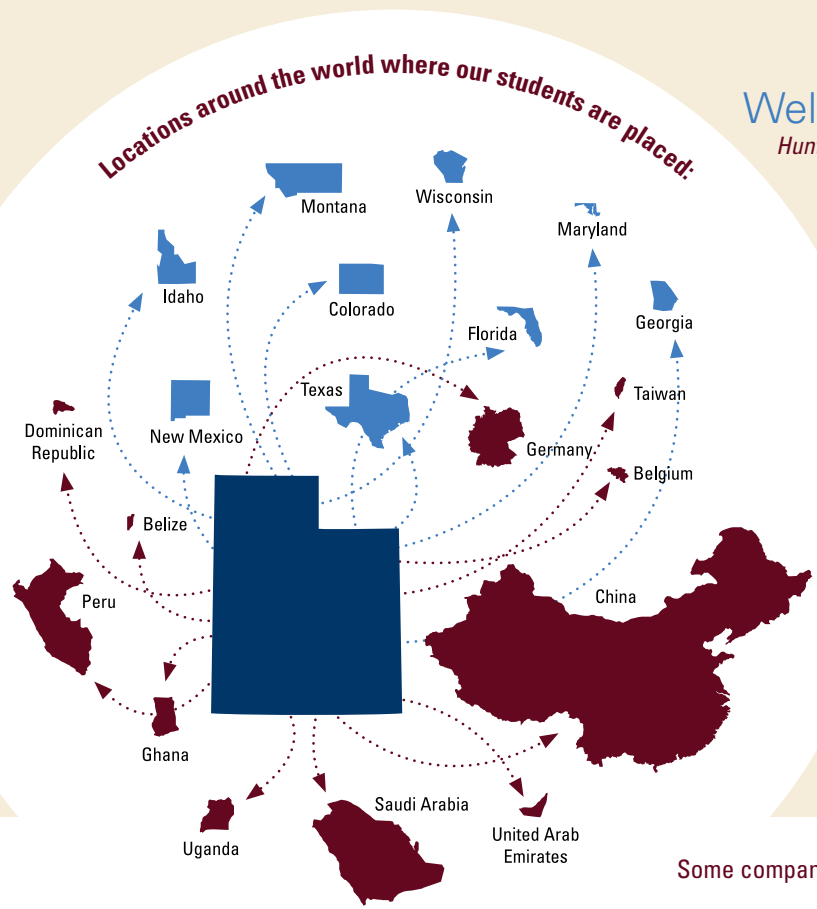 Locations around the world where our students are placed:
Wel
Hun
Montana
Wisconsin
Maryland
Idaho
Colorado
Florida
Georgia
Texas
Taiwan
Dominican
Republic
New Mexico
Germany
Belgium
Belize
Peru
China
Ghana
Saudi Arabia
Uganda
United Arab
Emirates
Some compan